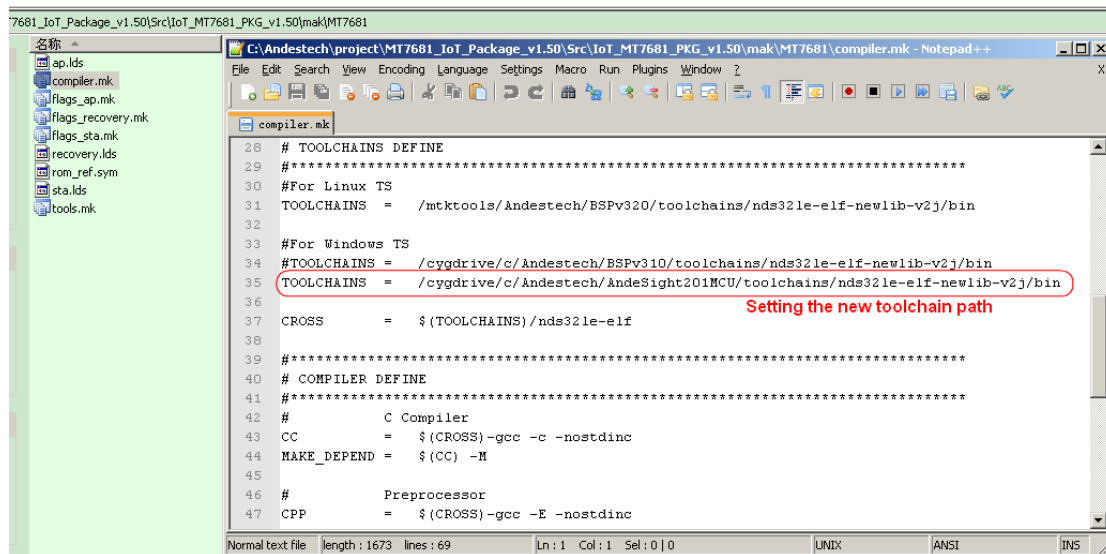 7681_IoT_Package_v1.50\Src\IoT_MT7681_PKG_v1.50\mak\MT7681
名称
ap.lds
compiler.mk
flags_ap.mk
flags_recovery.mk
flags_sta.mk
recovery.lds
rom_ref.sym
sta.lds
tools.mk
C:\Andestech\project\MT7681_IoT_Package_v1.50\Src\IoT_MT7681_PKG_v1.50\mak\MT7681\compiler.mk - Notepad++
File Edit Search View Encoding Language Settings Macro Run Plugins Window ? X
compiler.mk
28 # TOOLCHAINS DEFINE
29 #*******************************************************************************
30 #For Linux TS
31 TOOLCHAINS = /mtktools/Andestech/BSPv320/toolchains/nds32le-elf-newlib-v2j/bin
32
33 #For Windows TS
34 #TOOLCHAINS = /cygdrive/c/Andestech/BSPv310/toolchains/nds32le-elf-newlib-v2j/bin
35 TOOLCHAINS = /cygdrive/c/Andestech/AndeSight201MCU/toolchains/nds32le-elf-newlib-v2j/bin
36
Setting the new toolchain path
37 CROSS = $(TOOLCHAINS)/nds32le-elf
38
39 #*******************************************************************************
40 # COMPILER DEFINE
41 #*******************************************************************************
42 # C Compiler
43 CC = $(CROSS)-gcc -c -nostdinc
44 MAKE_DEPEND = $(CC) -M
45
46 # Preprocessor
47 CPP = $(CROSS)-gcc -E -nostdinc
Normal text file length : 1673 lines : 69 Ln : 1 Col : 1 Sel : 0 | 0 UNIX ANSI INS